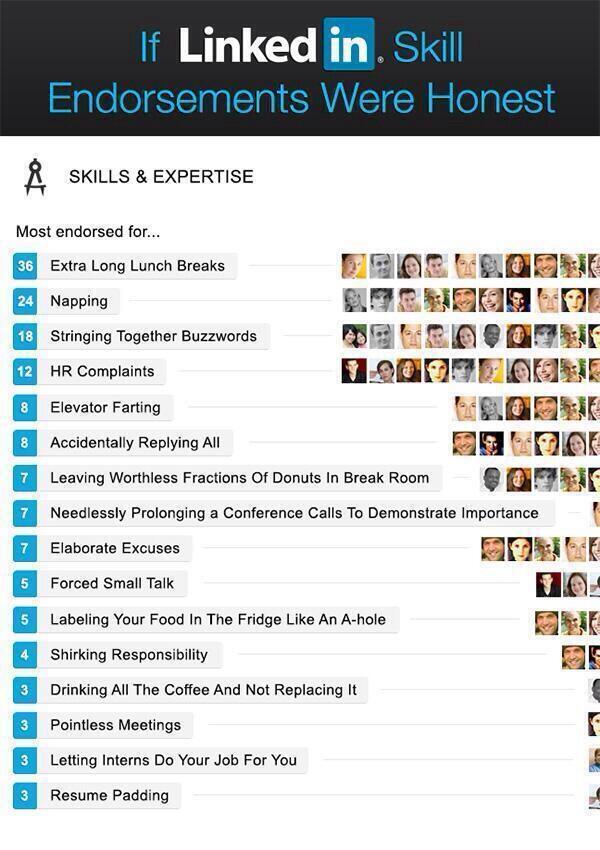 If Linked in. Skill
Endorsements Were Honest
SKILLS & EXPERTISE
Most endorsed for...
36 Extra Long Lunch Breaks
24 Napping
18 Stringing Together Buzzwords
12 HR Complaints
8 Elevator Farting
8 Accidentally Replying All
7 Leaving Worthless Fractions Of Donuts In Break Room
7 Needlessly Prolonging a Conference Calls To Demonstrate Importance
7 Elaborate Excuses
5 Forced Small Talk
5 Labeling Your Food In The Fridge Like An A-hole
4 Shirking Responsibility
3 Drinking All The Coffee And Not Replacing It
3 Pointless Meetings
3 Letting Interns Do Your Job For You
3 Resume Padding